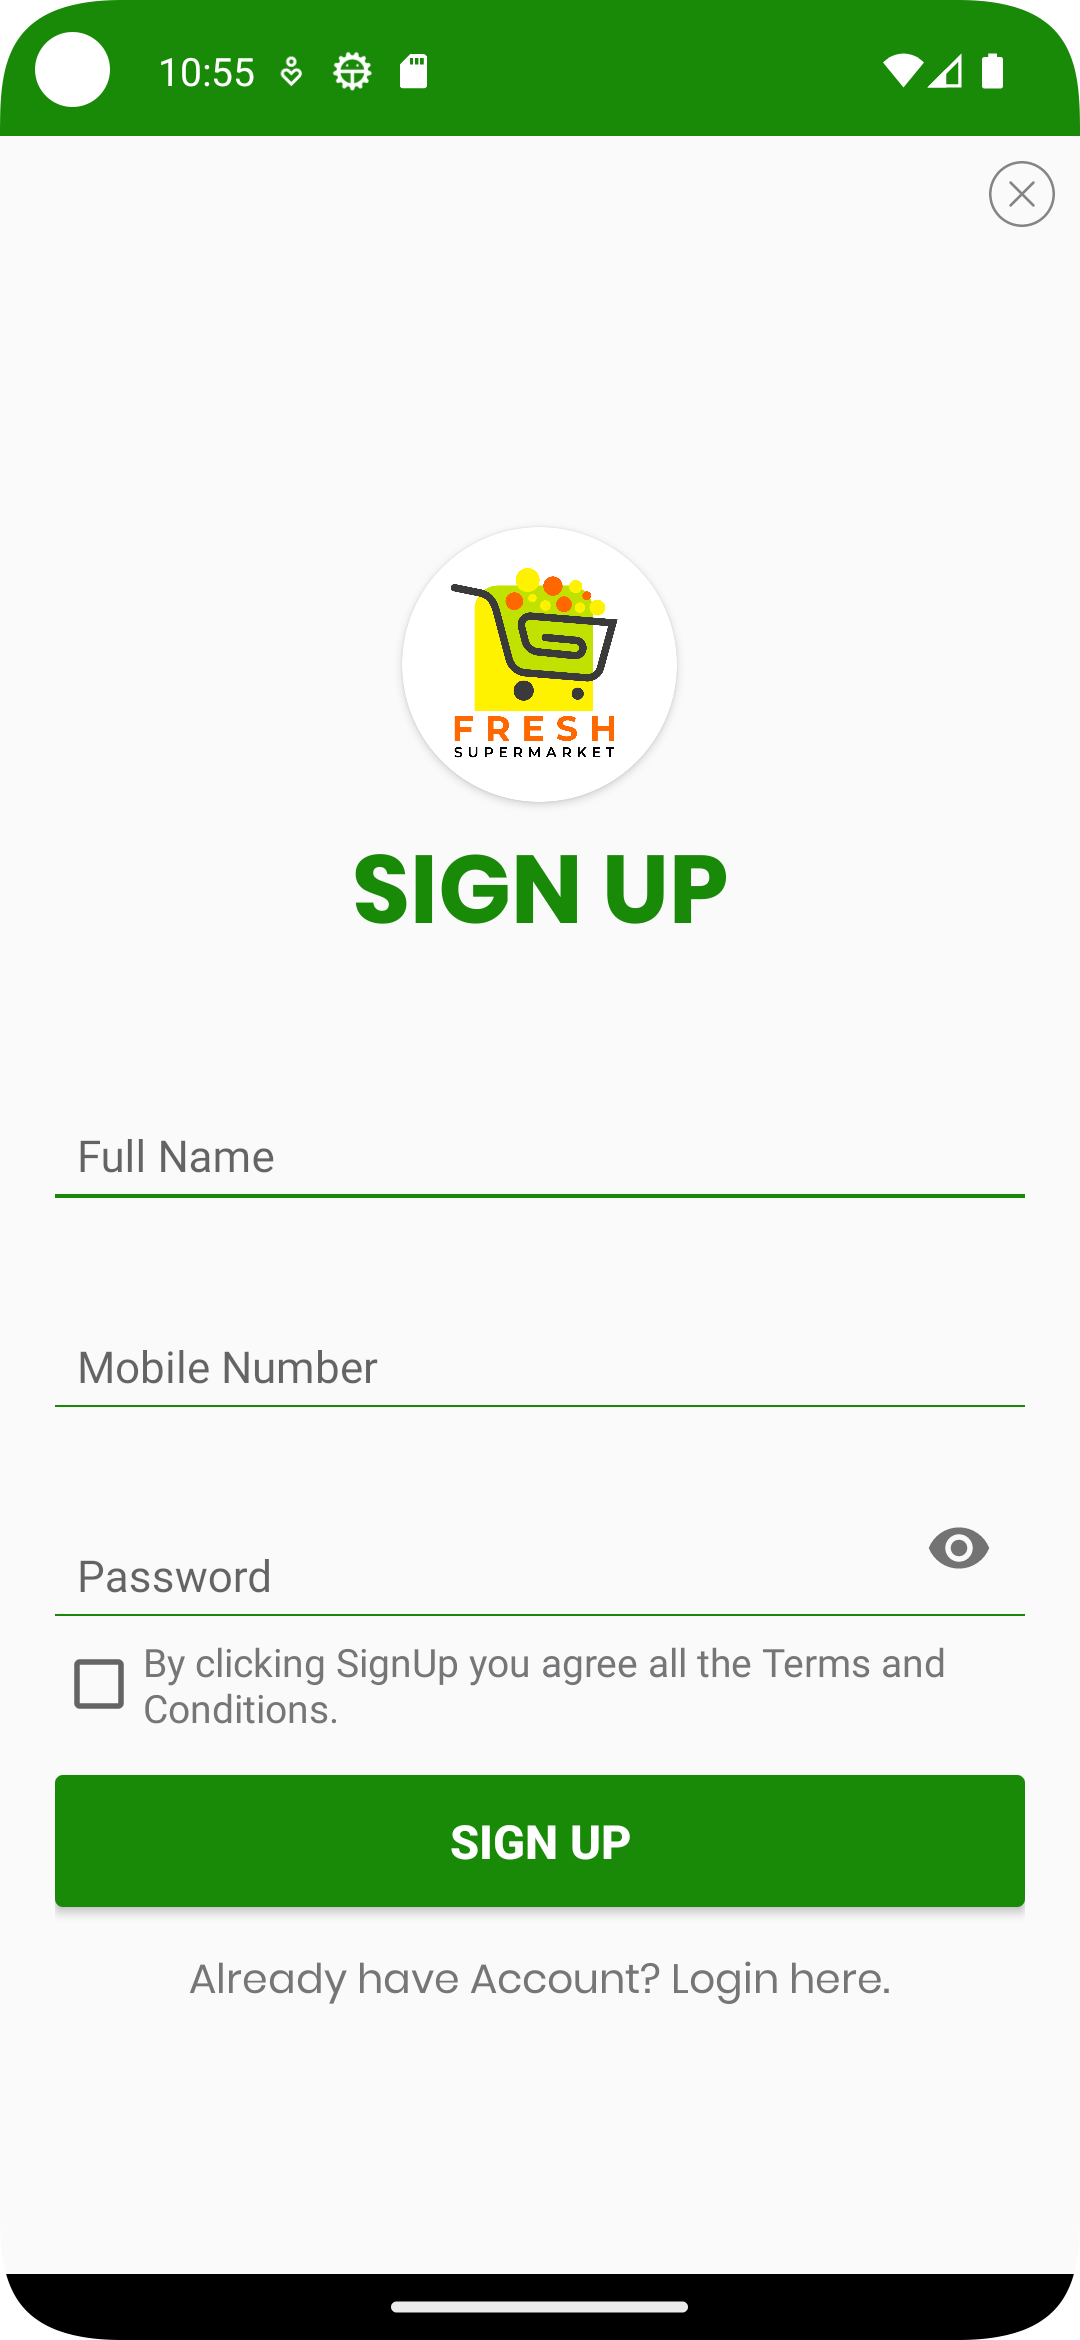 10:55
FRESH
SUPERMARKET
SIGN UP
Full Name
Mobile Number
Password
By clicking SignUp you agree all the Terms and
Conditions.
SIGN UP
Already have Account? Login here.